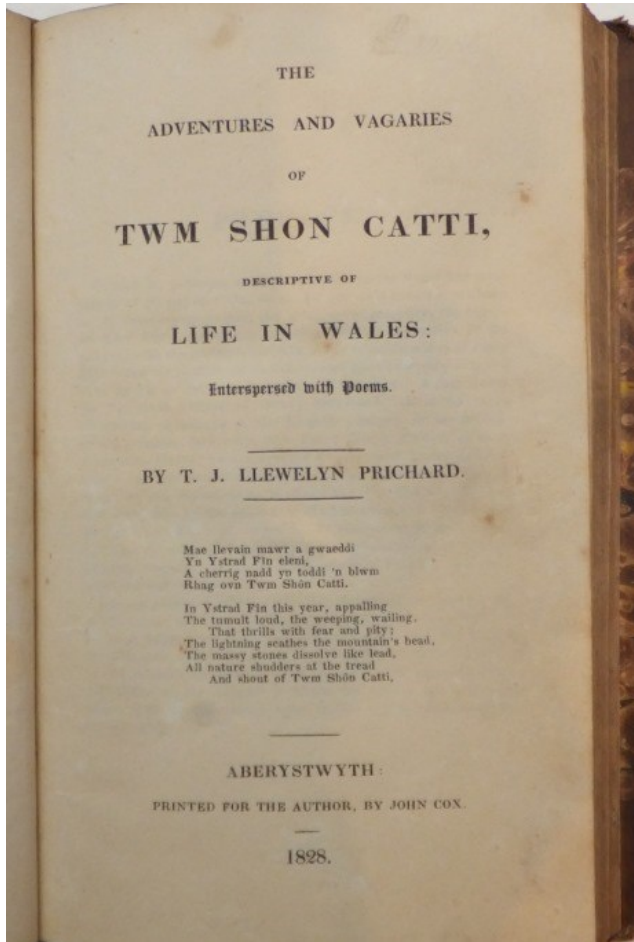 THE
ADVENTURES AND VAGARIES
OF
TWM SHON CATTI,
DESCRIPTIVE OF
LIFE IN WALES:
Interspersed with Poems.
BY T. J. LLEWELYN PRICHARD.
Mae llevain mawr a gwaeddi
Yn Ystrad Fîn eleni,
A cherrig nadd yn toddi 'n blwm
Rhag ovn Twm Shôn Catti.
In Ystrad Fîn this year, appalling
The tumult loud, the weeping, wailing,
That thrills with fear and pity;
The lightning scathes the mountain's head,
The massy stones dissolve like lead,
All nature shudders at the tread
And shout of Twm Shôn Catti.
ABERYSTWYTH:
PRINTED FOR THE AUTHOR, BY JOHN COX.
1828.